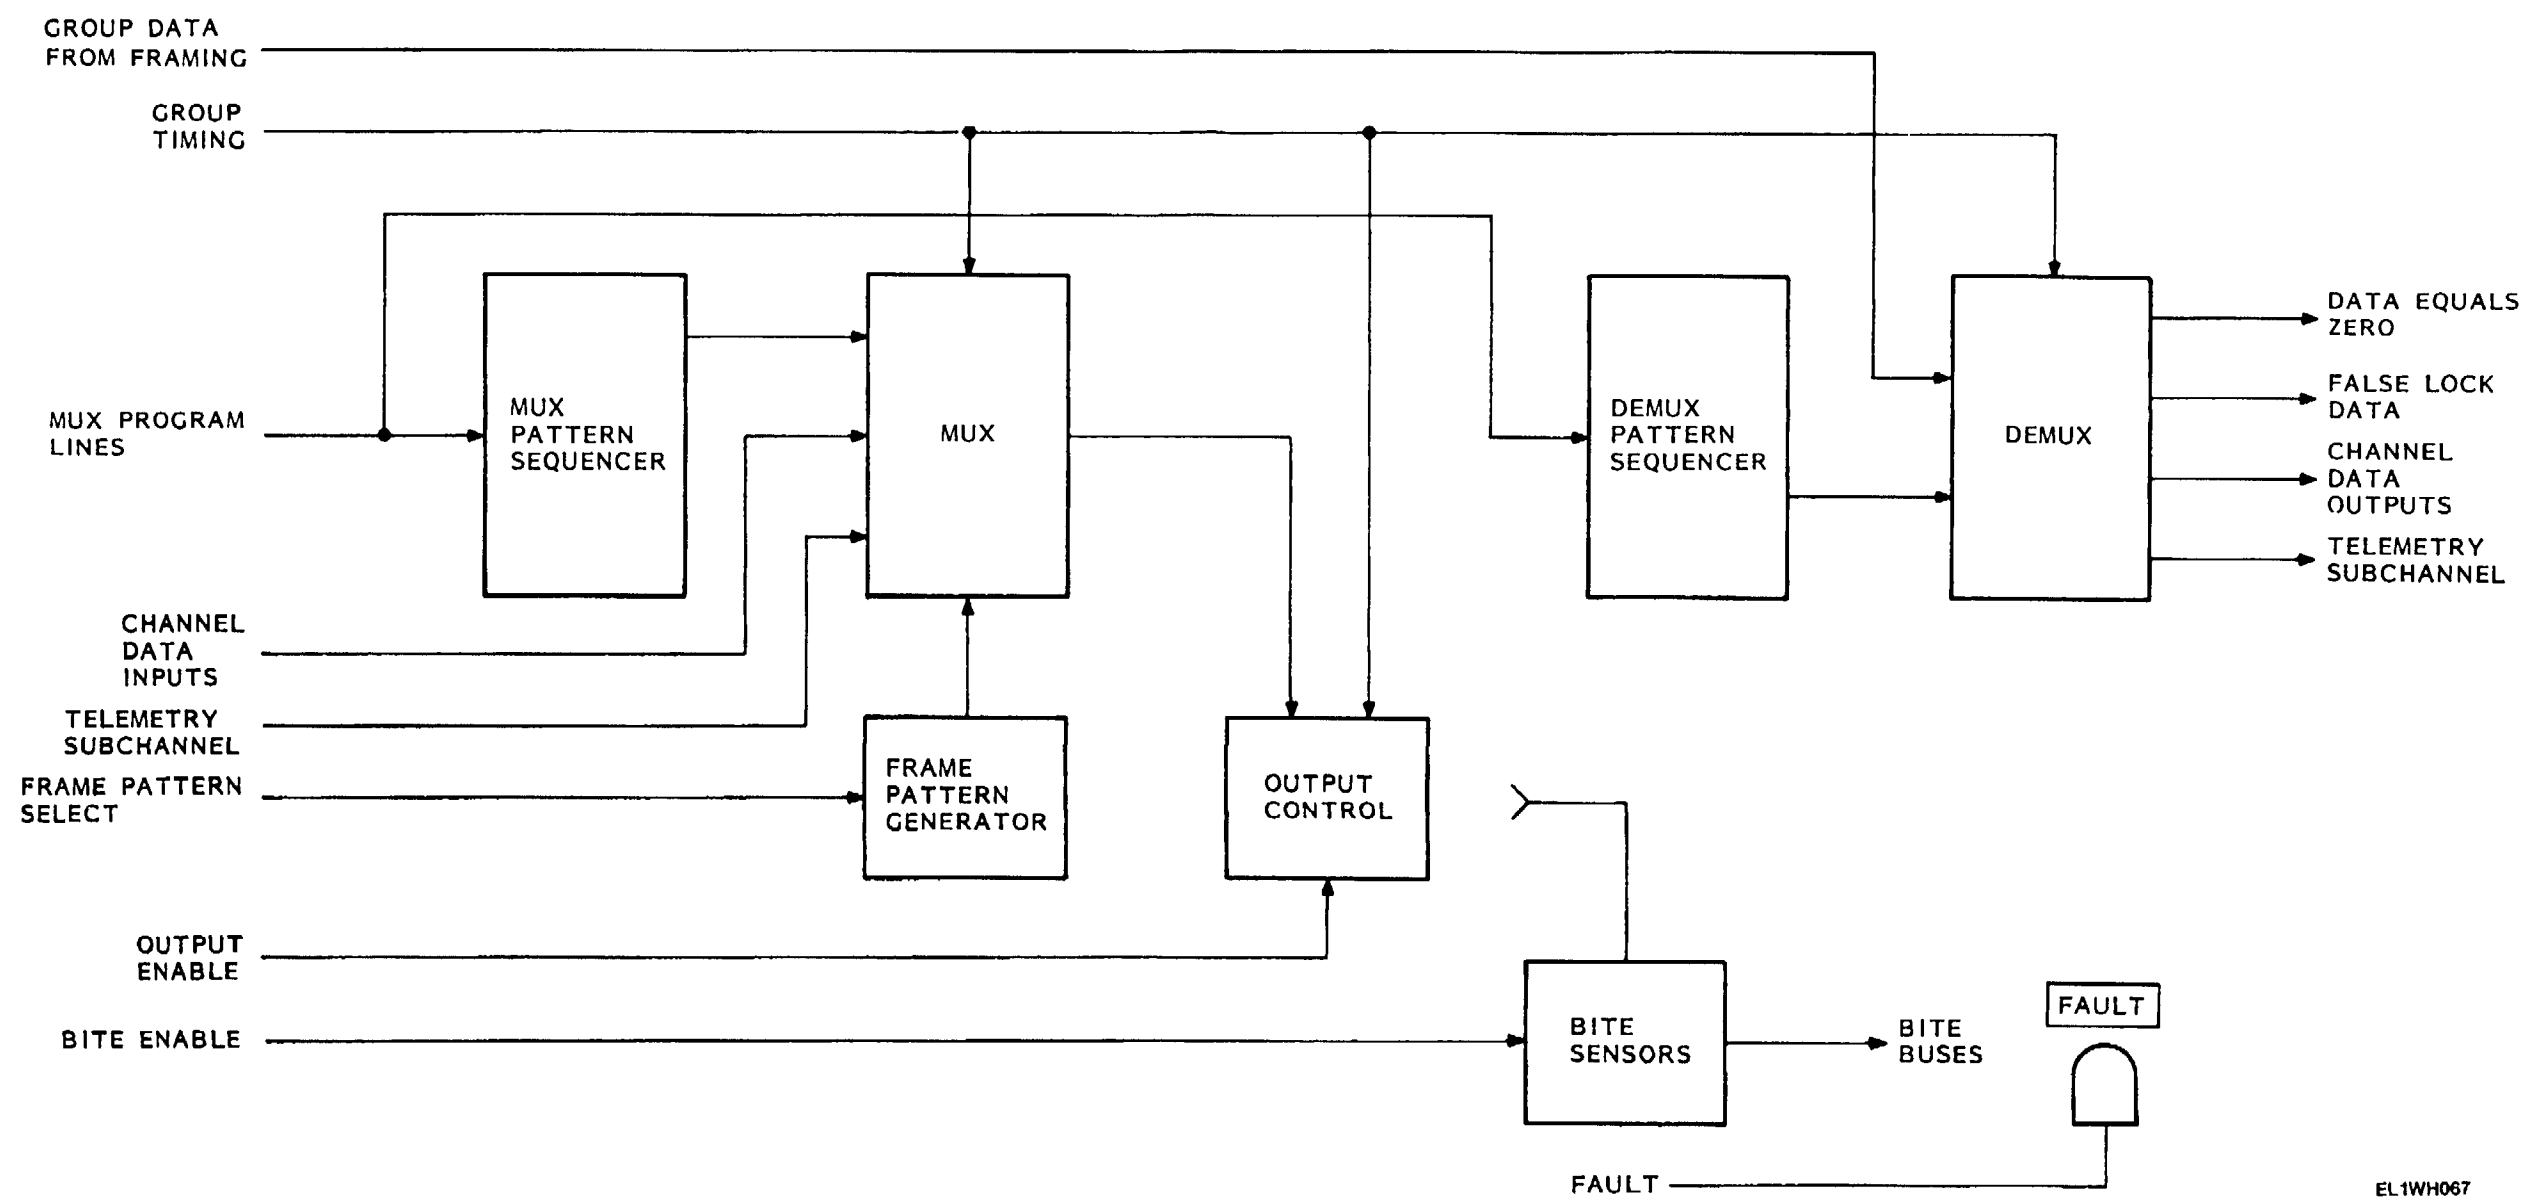 GROUP DATA
FROM FRAMING
GROUP
TIMING
MUX PROGRAM
LINES
MUX
PATTERN
SEQUENCER
MUX
DEMUX
PATTERN
SEQUENCER
DEMUX
DATA EQUALS
ZERO
FALSE LOCK
DATA
CHANNEL
DATA
OUTPUTS
TELEMETRY
SUBCHANNEL
CHANNEL
DATA
INPUTS
TELEMETRY
SUBCHANNEL
FRAME PATTERN
SELECT
FRAME
PATTERN
GENERATOR
OUTPUT
CONTROL
OUTPUT
ENABLE
BITE ENABLE
BITE
SENSORS
BITE
BUSES
FAULT
FAULT
EL1WH067